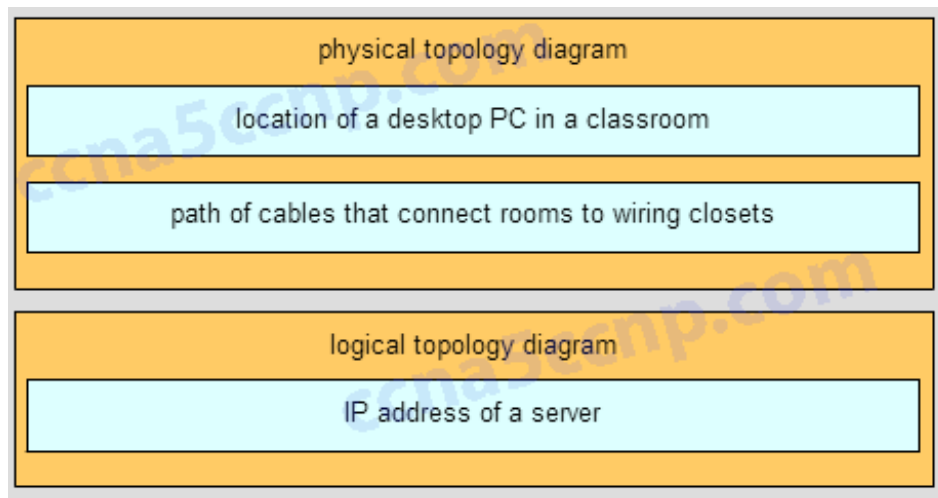 physical topology diagram
location of a desktop PC in a classroom
path of cables that connect rooms to wiring closets
logical topology diagram
IP address of a server
ccna5ccnp.com
ccna5ccnp.com